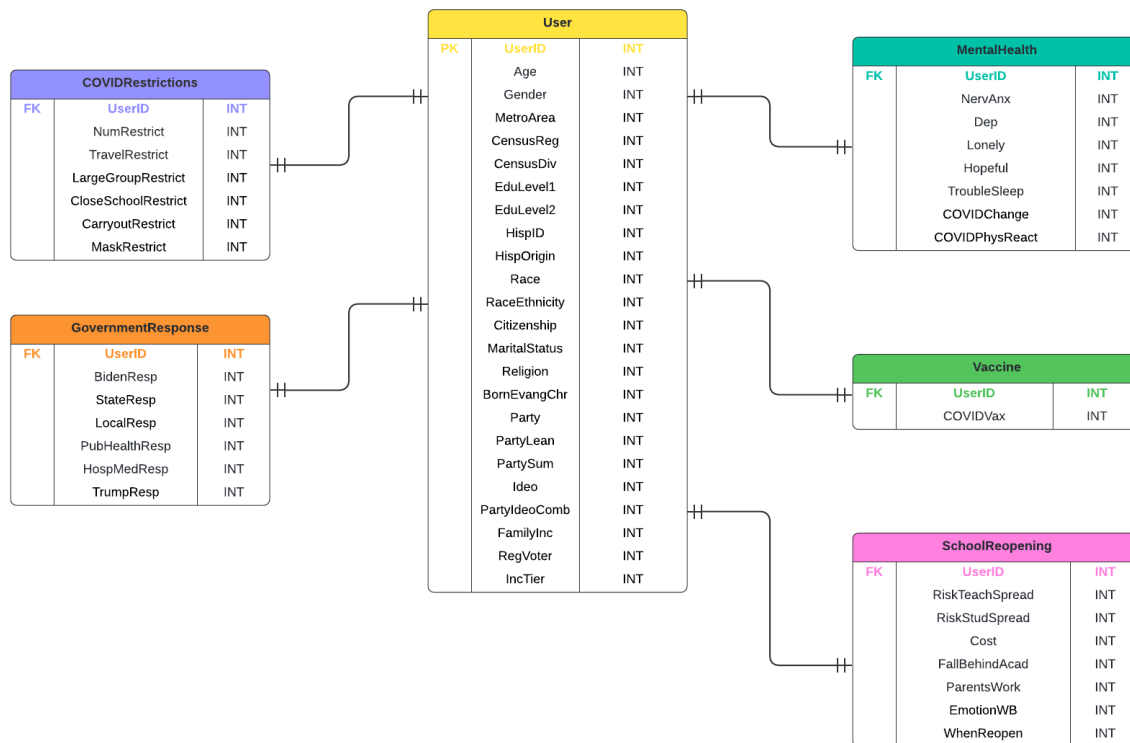 User
PK UserID INT
Age INT
Gender INT
MetroArea INT
CensusReg INT
CensusDiv INT
EduLevel1 INT
EduLevel2 INT
HispID INT
HispOrigin INT
Race INT
RaceEthnicity INT
Citizenship INT
MaritalStatus INT
Religion INT
BornEvangChr INT
Party INT
PartyLean INT
PartySum INT
Ideo INT
PartyIdeoComb INT
FamilyInc INT
RegVoter INT
IncTier INT
COVIDRestrictions
FK UserID INT
NumRestrict INT
TravelRestrict INT
LargeGroupRestrict INT
CloseSchoolRestrict INT
CarryoutRestrict INT
MaskRestrict INT
GovernmentResponse
FK UserID INT
BidenResp INT
StateResp INT
LocalResp INT
PubHealthResp INT
HospMedResp INT
TrumpResp INT
MentalHealth
FK UserID INT
NervAnx INT
Dep INT
Lonely INT
Hopeful INT
TroubleSleep INT
COVIDChange INT
COVIDPhysReact INT
Vaccine
FK UserID INT
COVIDVax INT
SchoolReopening
FK UserID INT
RiskTeachSpread INT
RiskStudSpread INT
Cost INT
FallBehindAcad INT
ParentsWork INT
EmotionWB INT
WhenReopen INT